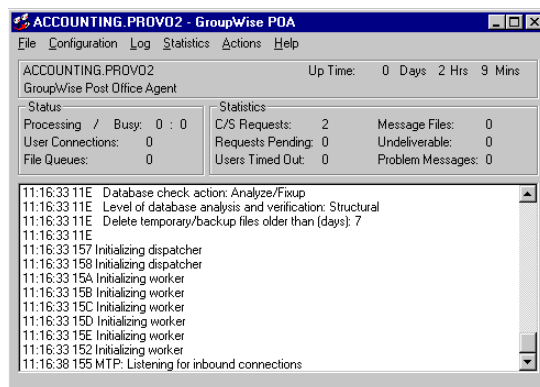 ACCOUNTING.PROVO2 - GroupWise POA
File Configuration Log Statistics Actions Help
ACCOUNTING.PROVO2 Up Time: 0 Days 2 Hrs 9 Mins
GroupWise Post Office Agent
Status Statistics
Processing / Busy: 0 : 0 C/S Requests: 2 Message Files: 0
User Connections: 0 Requests Pending: 0 Undeliverable: 0
File Queues: 0 Users Timed Out: 0 Problem Messages: 0
11:16:33 11E Database check action: Analyze/Fixup
11:16:33 11E Level of database analysis and verification: Structural
11:16:33 11E Delete temporary/backup files older than (days): 7
11:16:33 11E
11:16:33 157 Initializing dispatcher
11:16:33 158 Initializing dispatcher
11:16:33 15A Initializing worker
11:16:33 15B Initializing worker
11:16:33 15C Initializing worker
11:16:33 15D Initializing worker
11:16:33 15E Initializing worker
11:16:33 152 Initializing worker
11:16:38 155 MTP: Listening for inbound connections